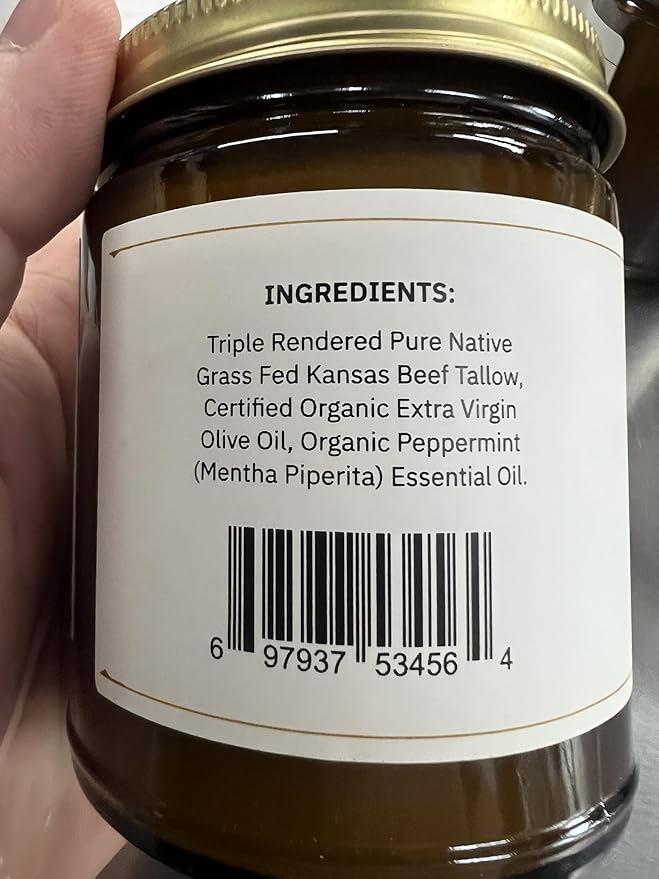 INGREDIENTS:
Triple Rendered Pure Native
Grass Fed Kansas Beef Tallow,
Certified Organic Extra Virgin
Olive Oil, Organic Peppermint
(Mentha Piperita) Essential Oil.
6 97937 53456 4